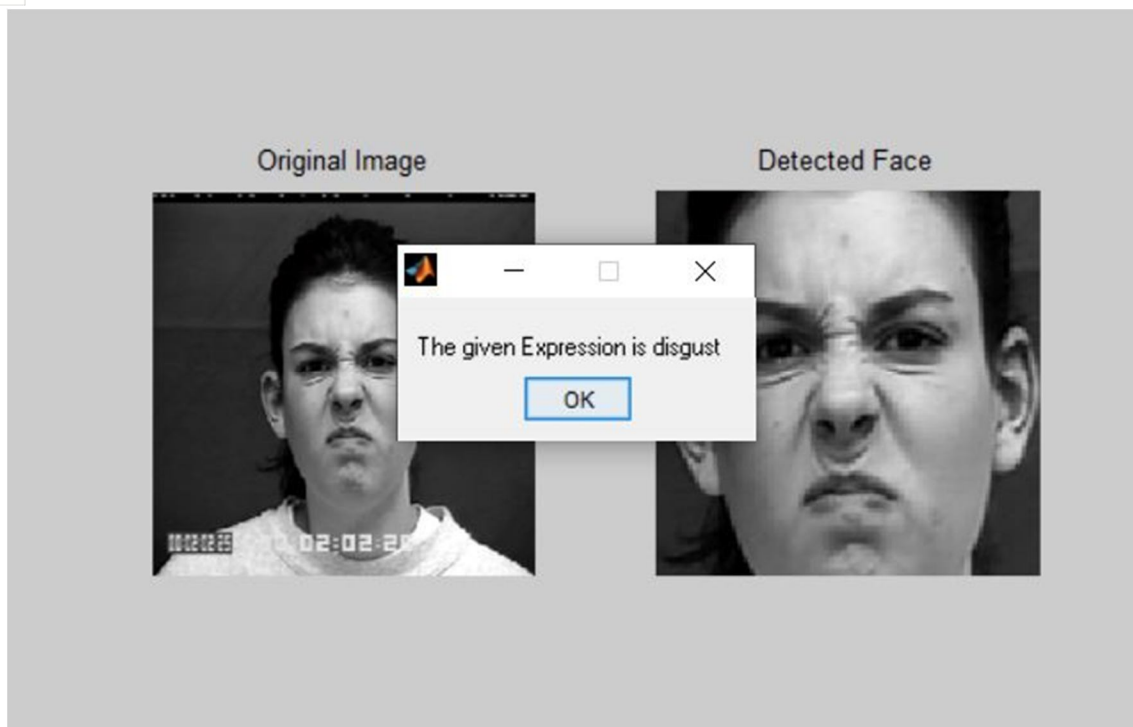 Original Image
Detected Face
The given Expression is disgust
OK
02:02:2